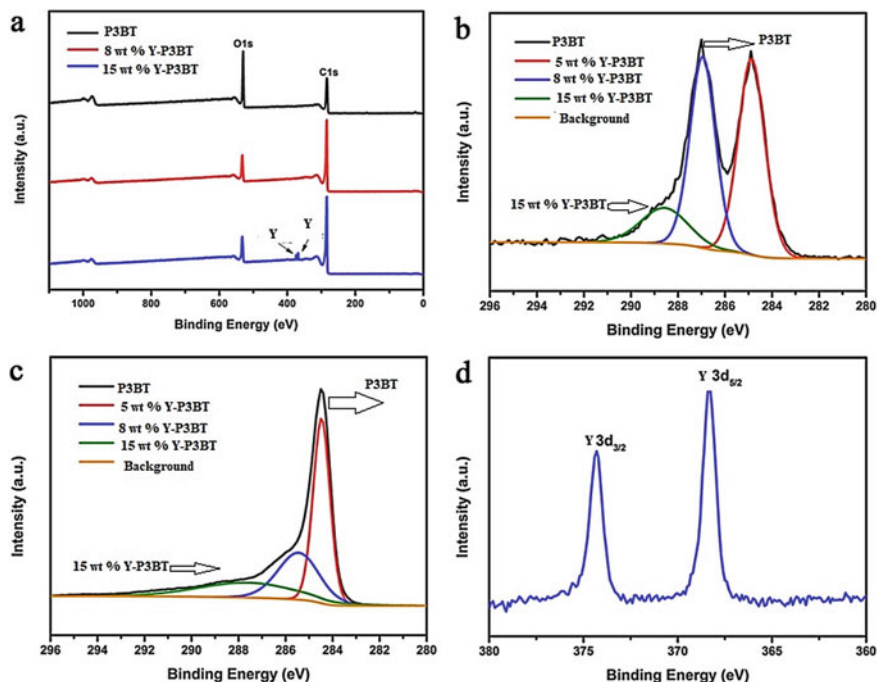 a
P3BT
8 wt % Y-P3BT
15 wt % Y-P3BT
O1s
C1s
Y
Y
Intensity (a.u.)
1000 800 600 400 200 0
Binding Energy (eV)
b
P3BT
5 wt % Y-P3BT
8 wt % Y-P3BT
15 wt % Y-P3BT
Background
P3BT
15 wt % Y-P3BT
Intensity (a.u.)
296 294 292 290 288 286 284 282 280
Binding Energy (eV)
c
P3BT
5 wt % Y-P3BT
8 wt % Y-P3BT
15 wt % Y-P3BT
Background
P3BT
15 wt % Y-P3BT
Intensity (a.u.)
296 294 292 290 288 286 284 282 280
Binding Energy (eV)
d
Y 3d5/2
Y 3d3/2
Intensity (a.u.)
380 375 370 365 360
Binding Energy (eV)